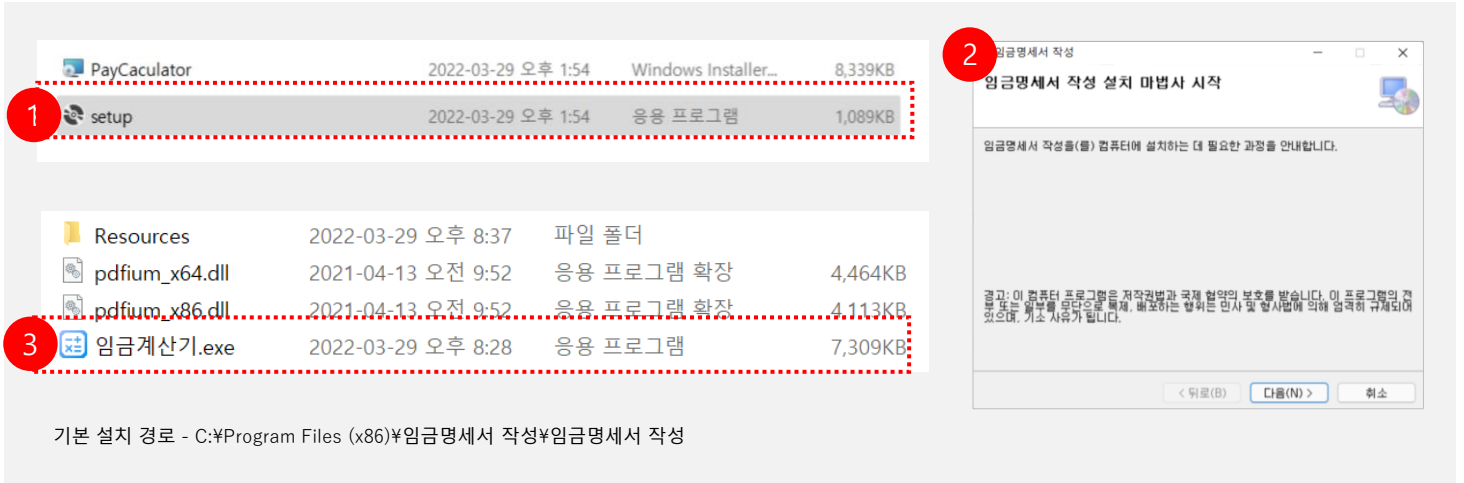 PayCaculator 2022-03-29 오후 1:54 Windows Installer... 8,339KB
1 setup 2022-03-29 오후 1:54 응용 프로그램 1,089KB
2 임금명세서 작성
임금명세서 작성 설치 마법사 시작
임금명세서 작성을(를) 컴퓨터에 설치하는 데 필요한 과정을 안내합니다.
경고: 이 컴퓨터 프로그램은 저작권법과 국제 협약의 보호를 받습니다. 이 프로그램의 전
부 또는 일부를 무단으로 복제, 배포하는 행위는 민사 및 형사법에 의해 엄격히 규제되어
있으며, 기소 사유가 됩니다.
< 뒤로(B) 다음(N) > 취소
Resources 2022-03-29 오후 8:37 파일 폴더
pdfium_x64.dll 2021-04-13 오전 9:52 응용 프로그램 확장 4,464KB
pdfium_x86.dll 2021-04-13 오전 9:52 응용 프로그램 확장 4,113KB
3 임금계산기.exe 2022-03-29 오후 8:28 응용 프로그램 7,309KB
기본 설치 경로 - C:¥Program Files (x86)¥임금명세서 작성¥임금명세서 작성